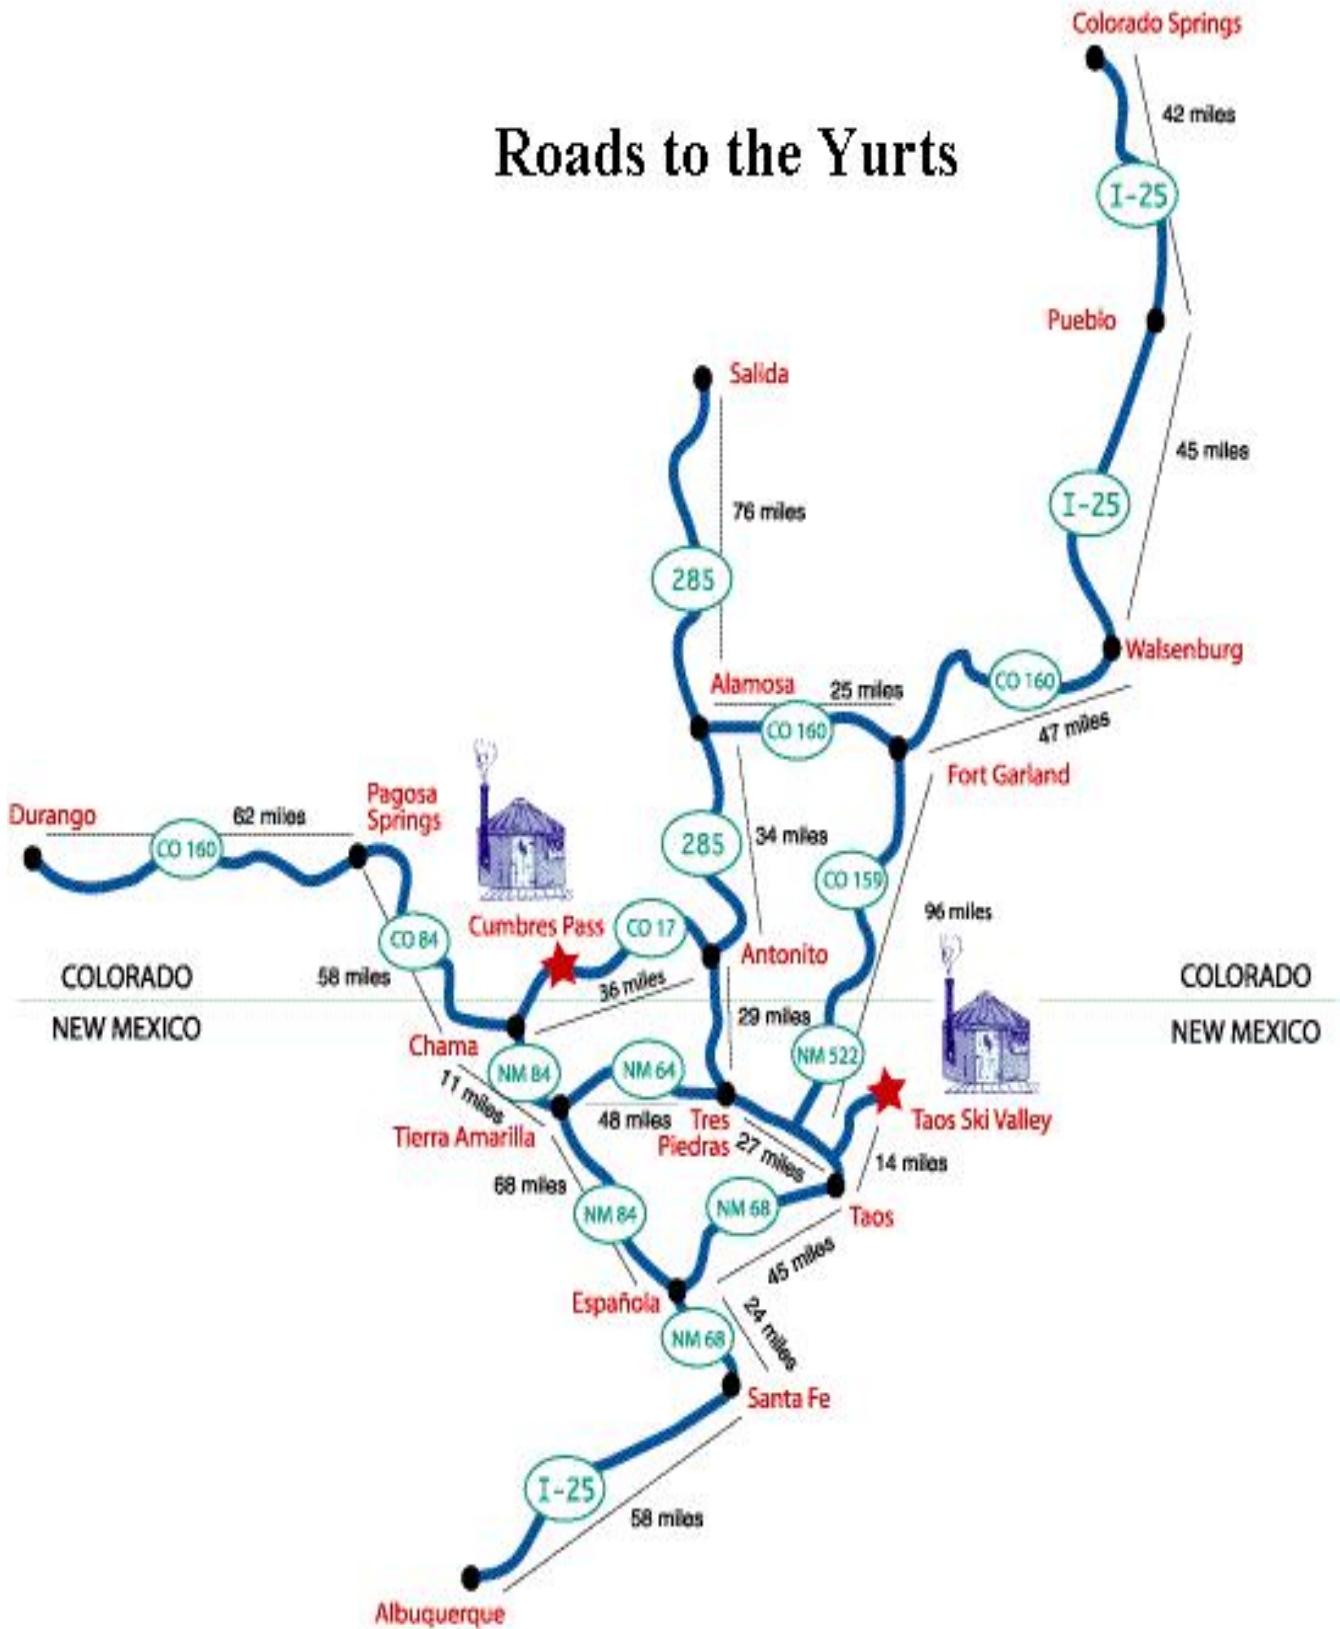 Colorado Springs
42 miles
Roads to the Yurts
I-25
Pueblo
Salida
45 miles
I-25
76 miles
285
Walsenburg
Alamosa
25 miles
CO 160
CO 160
47 miles
Fort Garland
Durango
62 miles
Pagosa
Springs
CO 160
285
34 miles
CO 159
96 miles
Cumbres Pass
CO 17
CO 84
Antonito
COLORADO
58 miles
36 miles
COLORADO
NEW MEXICO
29 miles
NEW MEXICO
Chama
NM 522
NM 84
NM 64
11 miles
48 miles
Tres
Piedras
Taos Ski Valley
Tierra Amarilla
27 miles
14 miles
68 miles
NM 84
NM 68
Taos
45 miles
Española
24 miles
NM 68
Santa Fe
I-25
58 miles
Albuquerque